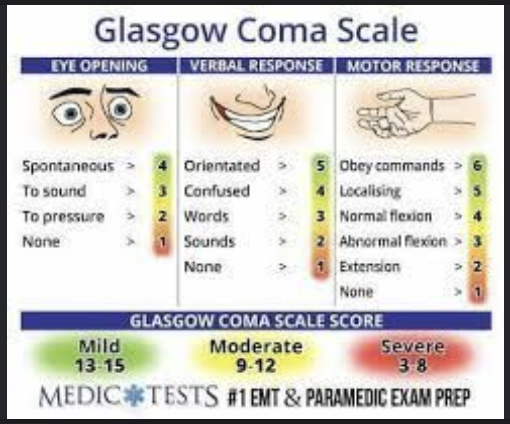 Glasgow Coma Scale
EYE OPENING
Spontaneous > 4
To sound > 3
To pressure > 2
None > 1
VERBAL RESPONSE
Orientated > 5
Confused > 4
Words > 3
Sounds > 2
None > 1
MOTOR RESPONSE
Obey commands > 6
Localising > 5
Normal flexion > 4
Abnormal flexion > 3
Extension > 2
None > 1
GLASGOW COMA SCALE SCORE
Mild
13-15
Moderate
9-12
Severe
3-8
MEDIC TESTS #1 EMT & PARAMEDIC EXAM PREP